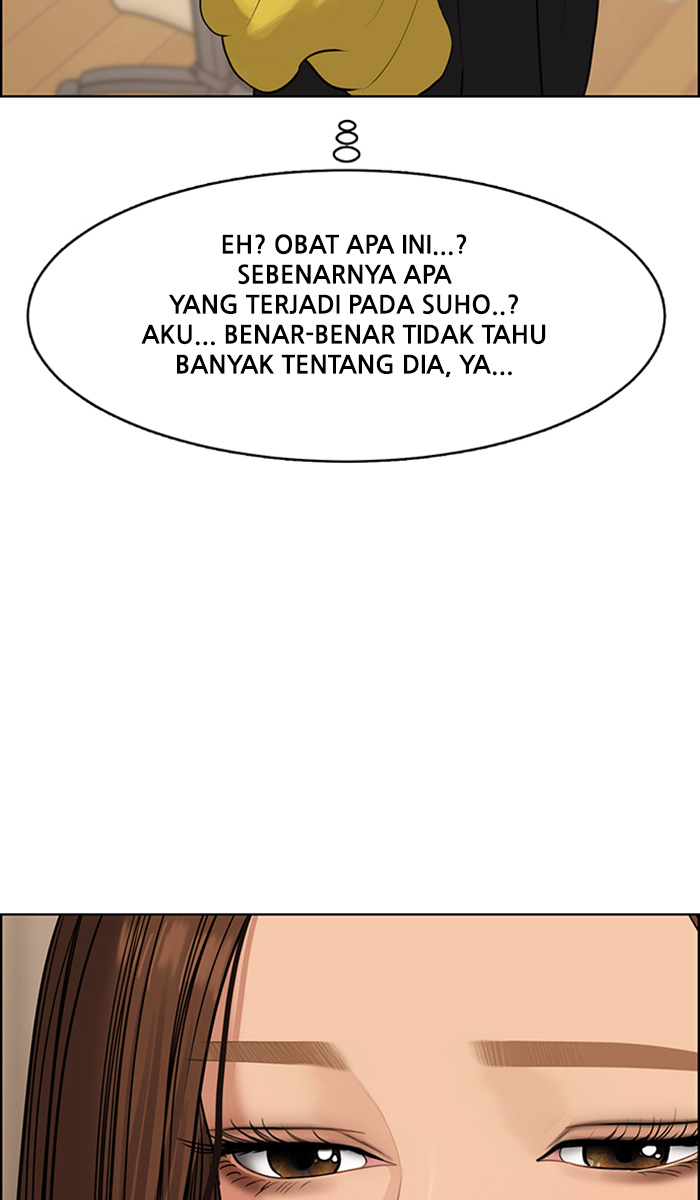 EH? OBAT APA INI...?
SEBENARNYA APA
YANG TERJADI PADA SUHO..?
AKU... BENAR-BENAR TIDAK TAHU
BANYAK TENTANG DIA, YA...